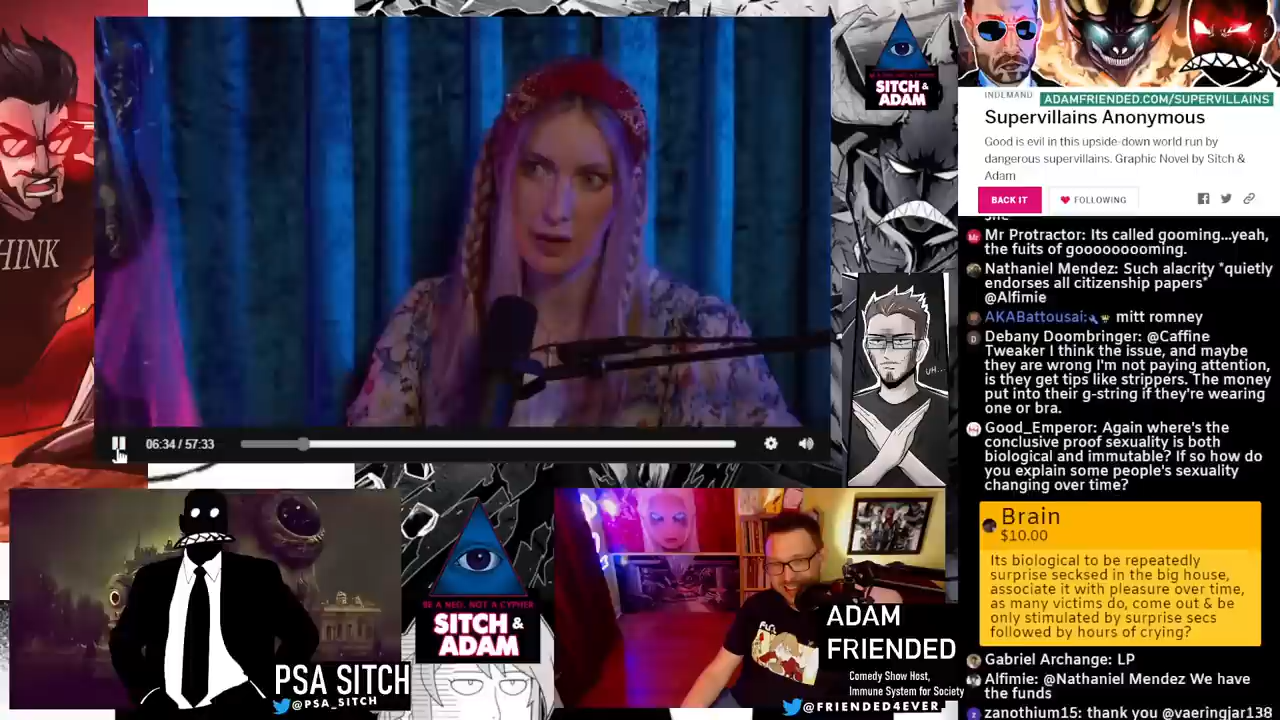 HINK
06:34 / 57:33
BE A NEO, NOT A CYPHER
SITCH &
ADAM
UH...
INDEMAND
ADAMFRIENDED.COM/SUPERVILLAINS
Supervillains Anonymous
Good is evil in this upside-down world run by
dangerous supervillains. Graphic Novel by Sitch &
Adam
BACK IT
FOLLOWING
she
Mr Protractor: Its called gooming...yeah,
the fuits of gooooooooming.
Nathaniel Mendez: Such alacrity *quietly
endorses all citizenship papers*
@Alfimie
AKABattousai: mitt romney
Debany Doombringer: @Caffine
Tweaker I think the issue, and maybe
they are wrong I'm not paying attention,
is they get tips like strippers. The money
put into their g-string if they're wearing
one or bra.
Good_Emperor: Again where's the
conclusive proof sexuality is both
biological and immutable? If so how do
you explain some people's sexuality
changing over time?
Brain
$10.00
Its biological to be repeatedly
surprise secksed in the big house,
associate it with pleasure over time,
as many victims do, come out & be
only stimulated by surprise secs
followed by hours of crying?
Gabriel Archange: LP
Alfimie: @Nathaniel Mendez We have
the funds
zanothium15: thank you @vaeringjar138
PSA SITCH
@PSA_SITCH
BE A NEO, NOT A CYPHER
SITCH &
ADAM
ADAM
FRIENDED
Comedy Show Host,
Immune System for Society
@FRIENDED4EVER